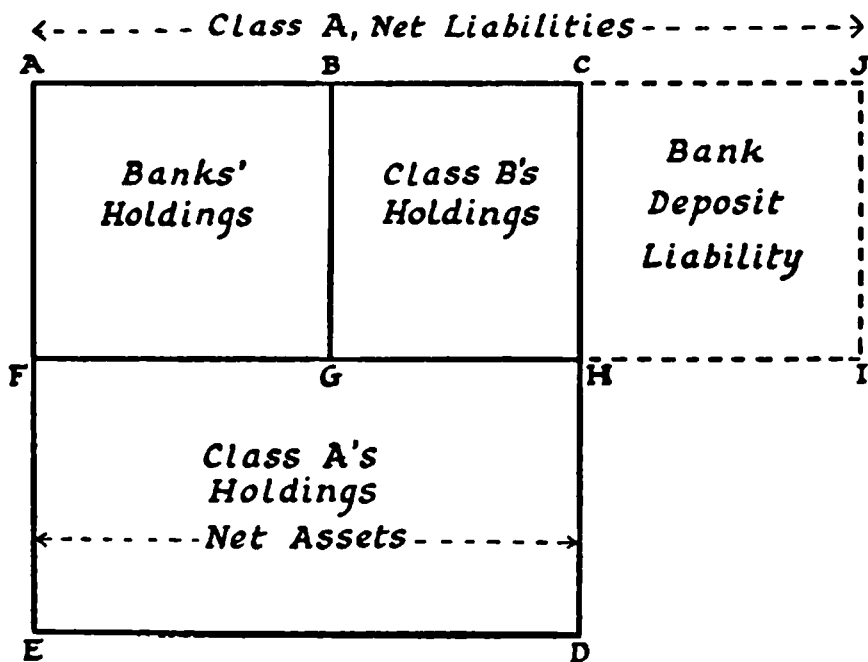 Class A, Net Liabilities
A B C J
Banks' Holdings
Class B's Holdings
Bank Deposit Liability
F G H I
Class A's
Holdings
Net Assets
E D